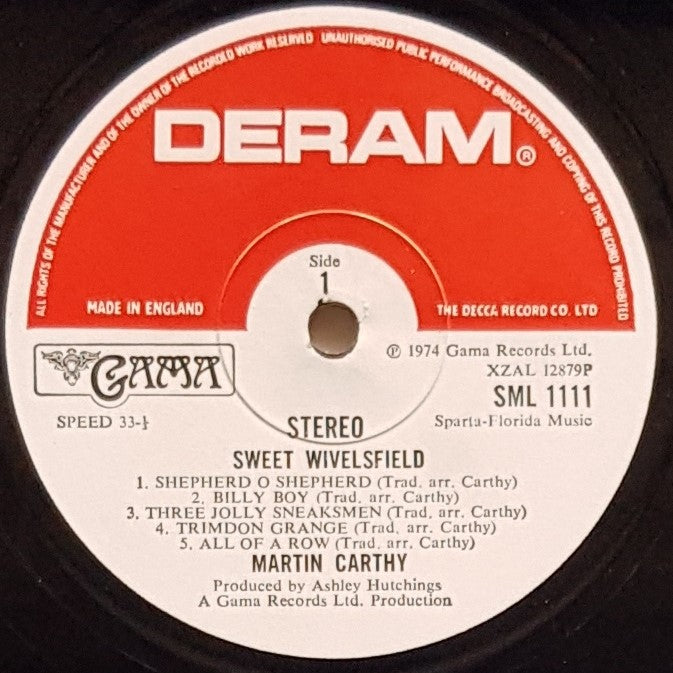 ALL RIGHTS OF THE MANUFACTURER AND OF THE OWNER OF THE RECORDED WORK RESERVED UNAUTHORISED PUBLIC PERFORMANCE BROADCASTING AND COPYING OF THIS RECORD PROHIBITED
DERAM®
Side
1
MADE IN ENGLAND
THE DECCA RECORD CO. LTD
GAMA
℗ 1974 Gama Records Ltd.
XZAL 12879P
SML 1111
SPEED 33-⅓
Sparta-Florida Music
STEREO
SWEET WIVELSFIELD
1. SHEPHERD O SHEPHERD (Trad. arr. Carthy)
2. BILLY BOY (Trad. arr. Carthy)
3. THREE JOLLY SNEAKSMEN (Trad. arr. Carthy)
4. TRIMDON GRANGE (Trad. arr. Carthy)
5. ALL OF A ROW (Trad. arr. Carthy)
MARTIN CARTHY
Produced by Ashley Hutchings
A Gama Records Ltd. Production